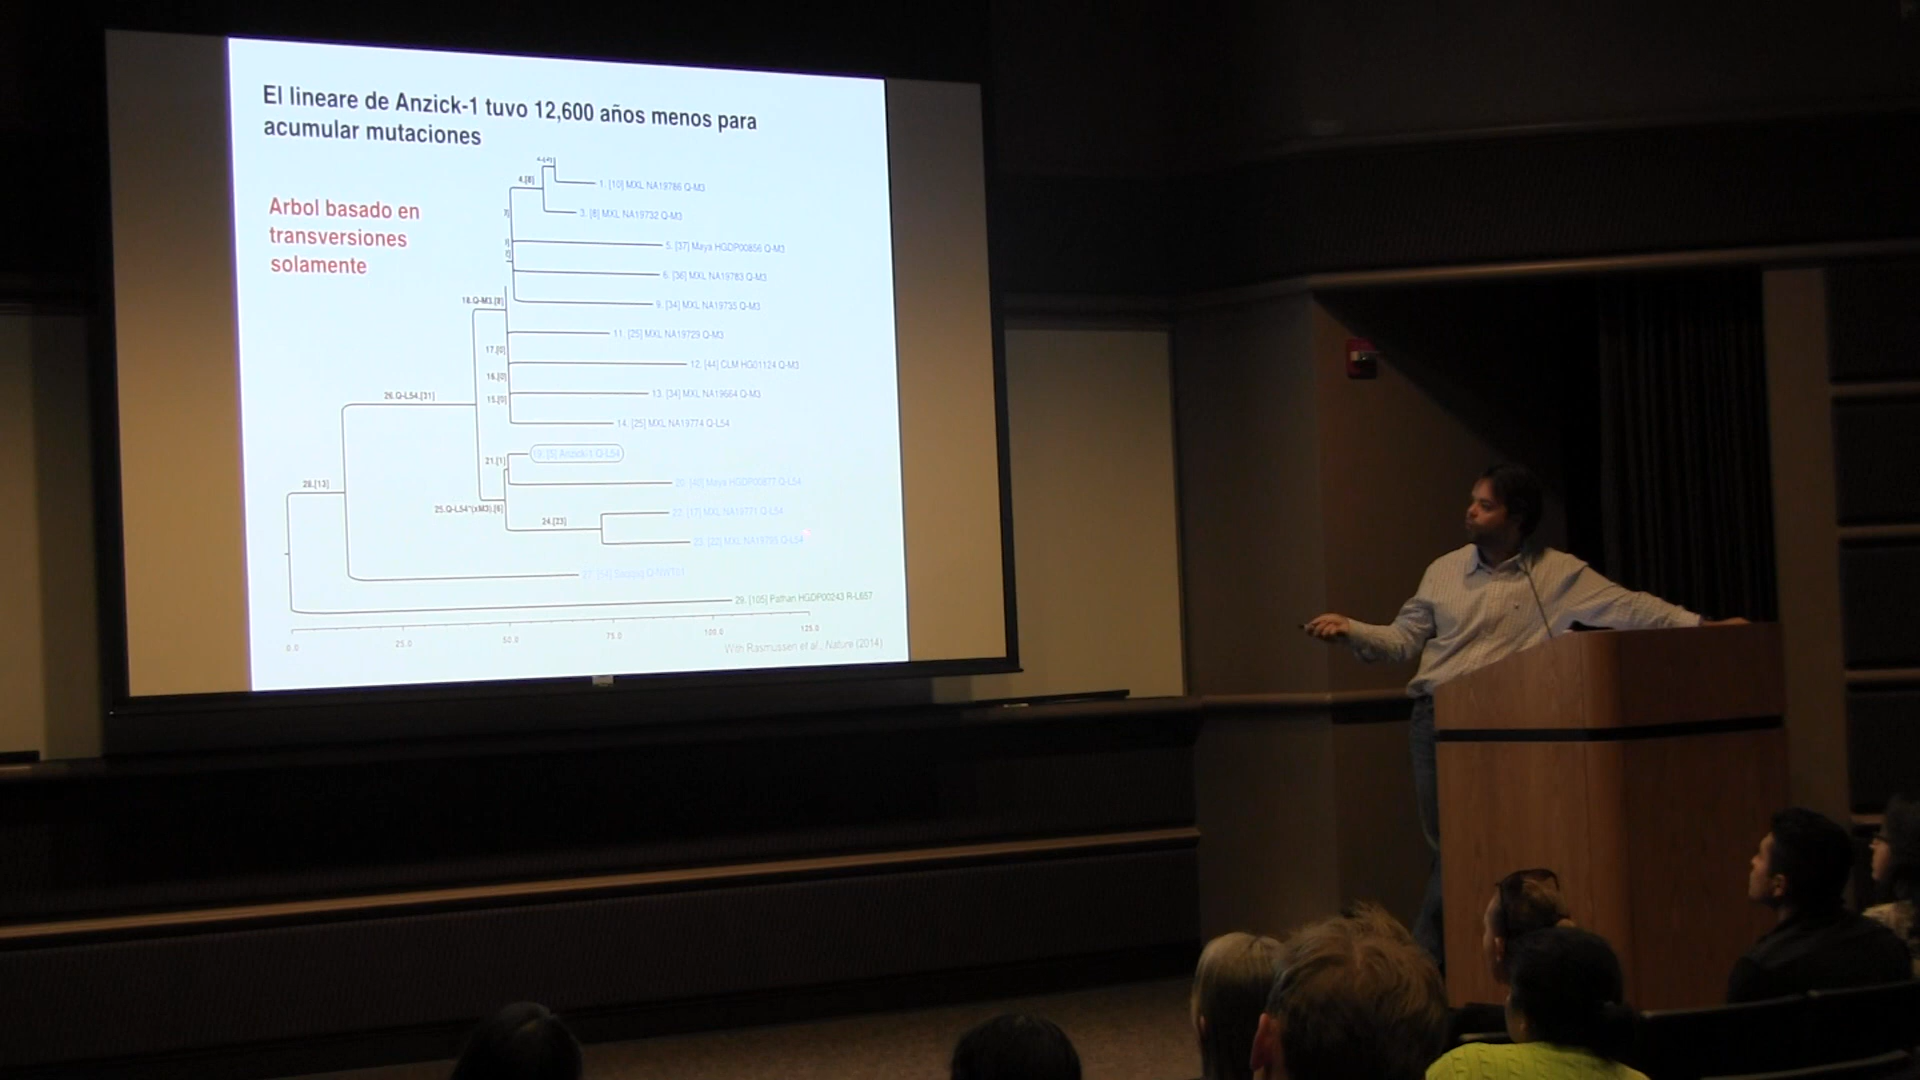 El lineare de Anzick-1 tuvo 12,600 años menos para
acumular mutaciones
Arbol basado en
transversiones
solamente
4.[8]
1. [10] MXL NA19786 Q-M3
3. [8] MXL NA19732 Q-M3
5. [37] Maya HGDP00856 Q-M3
6. [36] MXL NA19783 Q-M3
9. [34] MXL NA19735 Q-M3
18.Q-M3.[9]
11. [25] MXL NA19729 Q-M3
17.[0]
12. [44] CLM HG01124 Q-M3
16.[0]
13. [34] MXL NA19664 Q-M3
15.[0]
14. [25] MXL NA19774 Q-L54
26.Q-L54.[31]
19. [5] Anzick-1 Q-L54
21.[1]
20. [40] Maya HGDP00877 Q-L54
28.[13]
25.Q-L54*(xM3).[6]
22. [17] MXL NA19771 Q-L54
24.[23]
23. [22] MXL NA19795 Q-L54
27. [54] Saqqaq Q-NWT01
29. [105] Pathan HGDP00243 R-L657
0.0 25.0 50.0 75.0 100.0 125.0
With Rasmussen et al., Nature (2014)